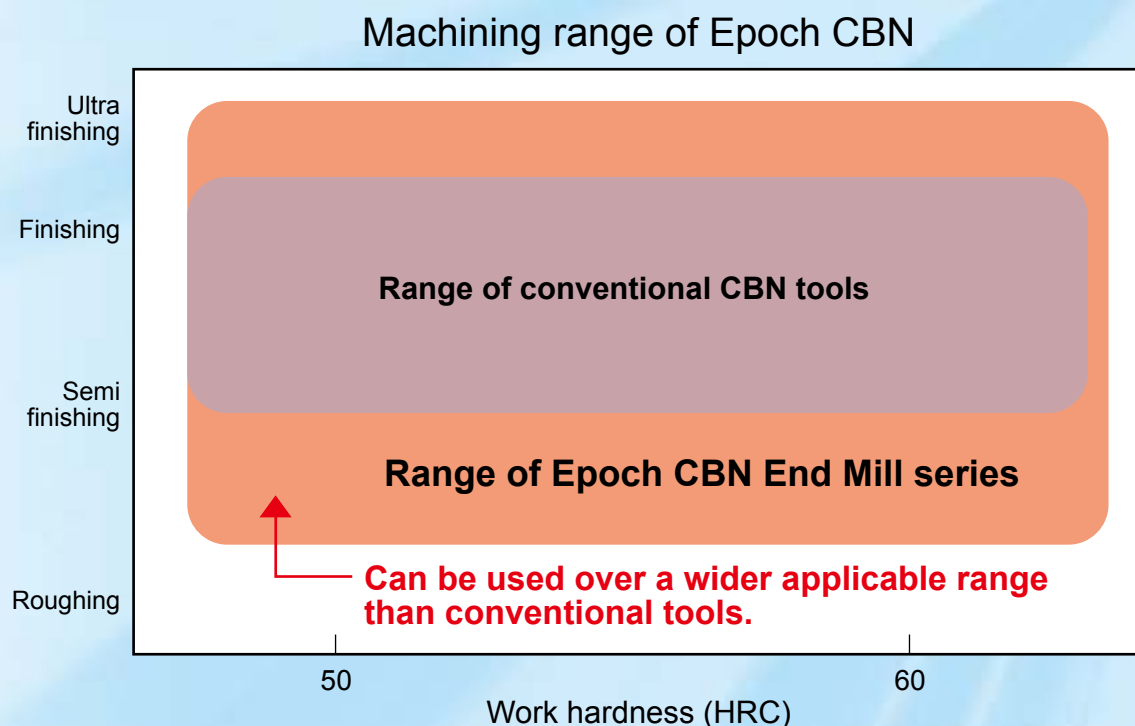 Machining range of Epoch CBN
Ultra
finishing
Finishing
Range of conventional CBN tools
Semi
finishing
Range of Epoch CBN End Mill series
Can be used over a wider applicable range
than conventional tools.
Roughing
50
60
Work hardness (HRC)